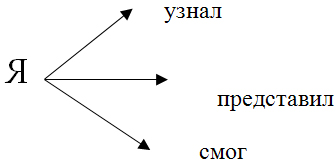 узнал
Я
представил
смог